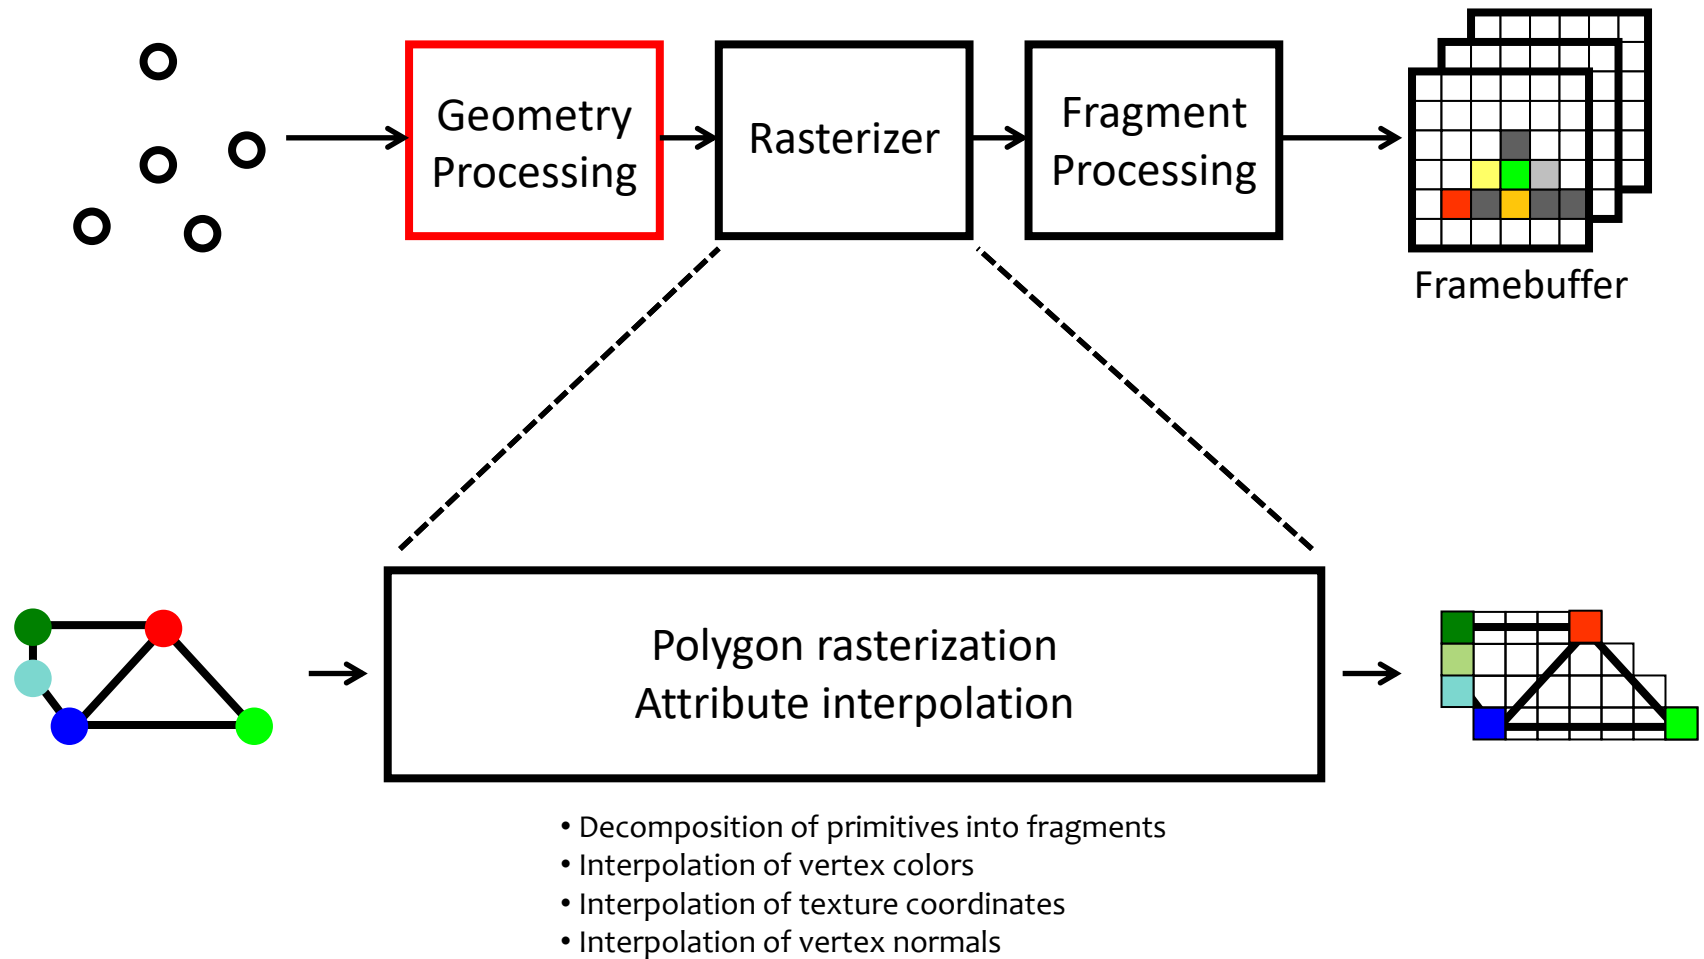 Geometry
Processing
Rasterizer
Fragment
Processing
Framebuffer
Polygon rasterization
Attribute interpolation
• Decomposition of primitives into fragments
• Interpolation of vertex colors
• Interpolation of texture coordinates
• Interpolation of vertex normals